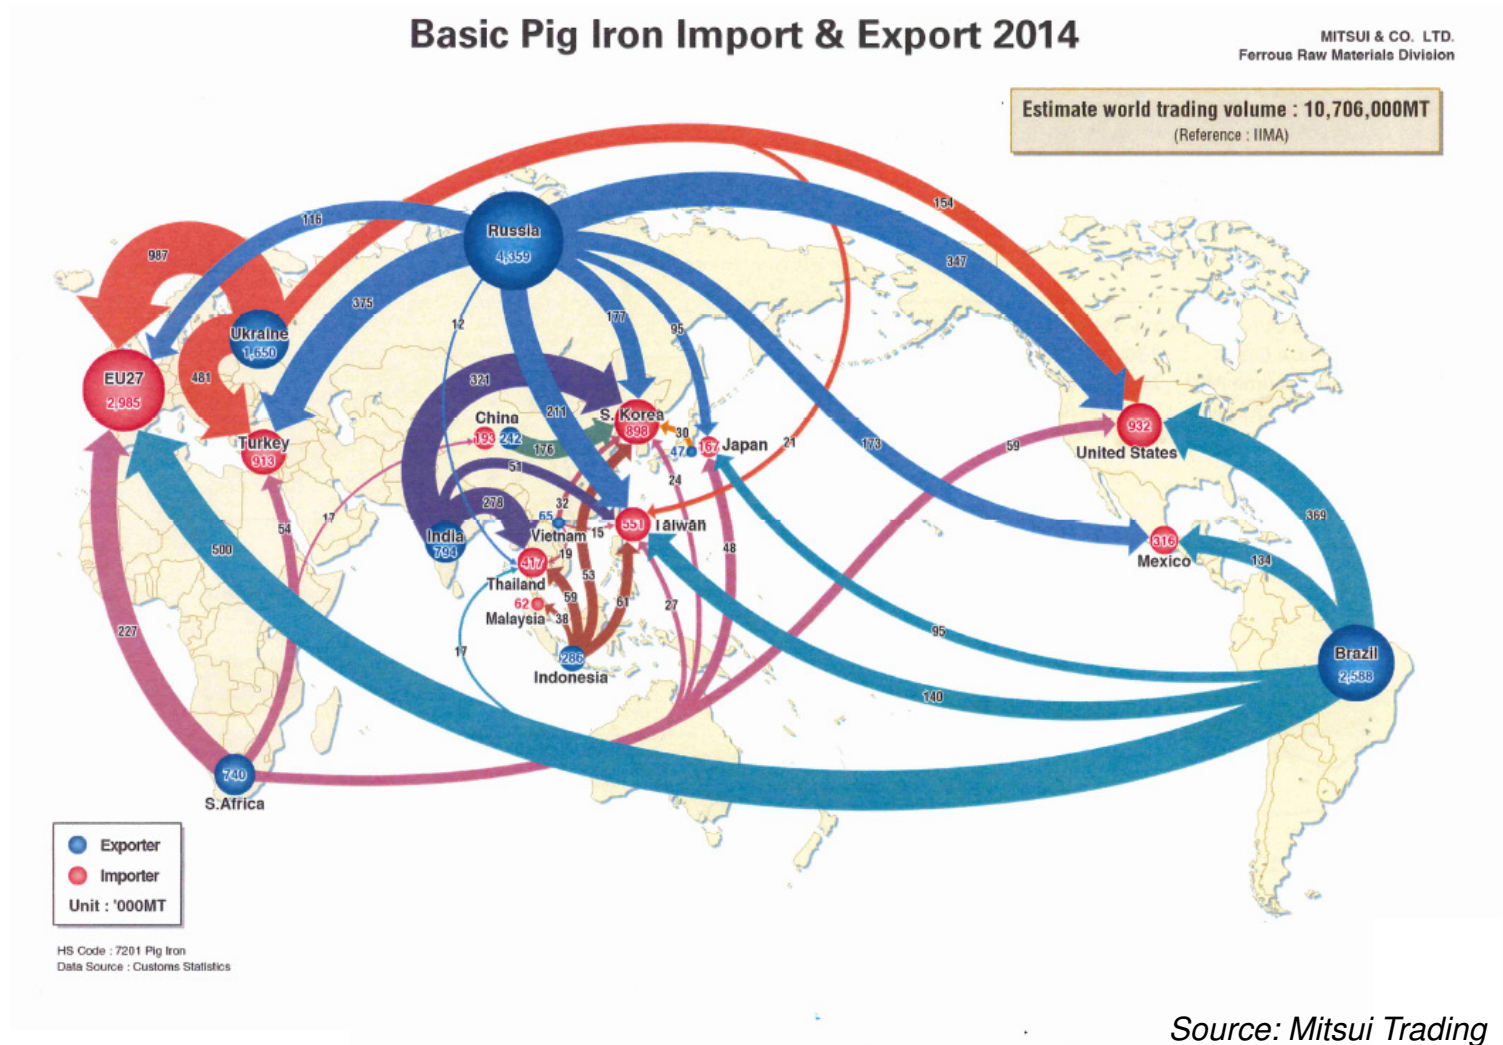 Basic Pig Iron Import & Export 2014
MITSUI & CO. LTD.
Ferrous Raw Materials Division
Estimate world trading volume : 10,706,000MT
(Reference : IIMA)
154
116
Russia
4,359
987
347
375
177
12
95
Ukraine
1,650
EU27
2,985
481
321
211
China
193
242
176
S. Korea
898
30
47
167
Japan
21
173
59
932
United States
Turkey
913
51
24
278
32
65
Vietnam
15
551
Taiwan
369
17
54
500
India
794
19
417
Thailand
53
48
316
Mexico
134
59
61
62
Malaysia
38
27
227
17
286
Indonesia
95
140
Brazil
2,588
740
S.Africa
Exporter
Importer
Unit : '000MT
HS Code : 7201 Pig Iron
Data Source : Customs Statistics
Source: Mitsui Trading